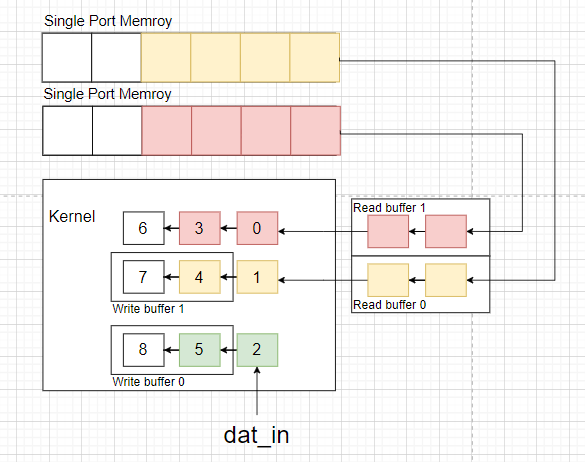 Single Port Memroy
Single Port Memroy
Kernel
Read buffer 1
6 3 0
7 4 1
Write buffer 1
Read buffer 0
8 5 2
Write buffer 0
dat_in